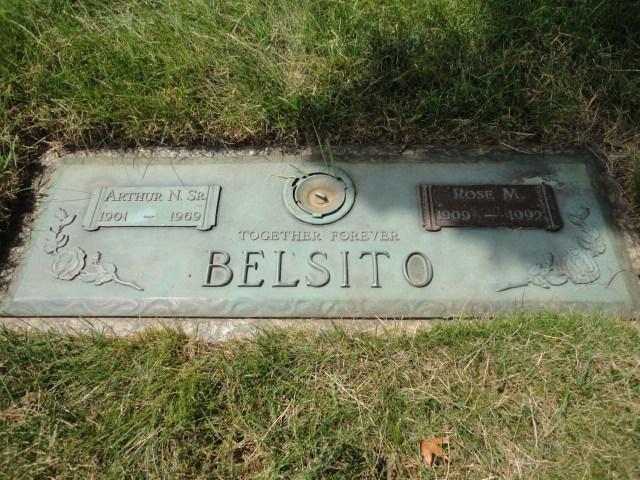 ARTHUR N. SR.
1901 – 1969
ROSE M.
1909 – 1992
TOGETHER FOREVER
BELSITO